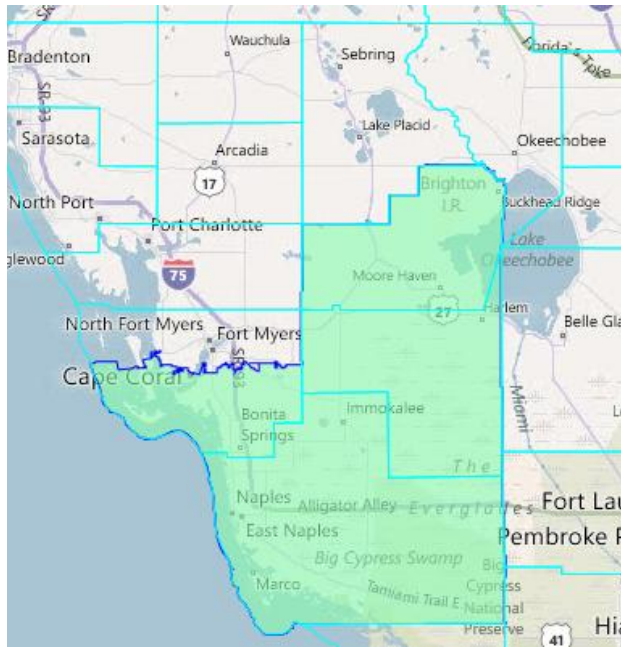 SR
Bradenton
Wauchula
Sebring
Florida's Tpke
SR-93
Sarasota
Lake Placid
Okeechobee
Arcadia
17
Brighton
I.R.
Buckhead Ridge
North Port
Port Charlotte
Lake
Okeechobee
glewood
75
Moore Haven
27
Harlem
North Fort Myers
Fort Myers
Belle Gla
SR-93
Cape Coral
Miami
Bonita
Springs
Immokalee
The
Everglades
Naples
Alligator Alley
Fort Lau
East Naples
Pembroke P
Big Cypress Swamp
Big
Cypress
National
Preserve
Marco
Tamiami Trail E
Hia
41